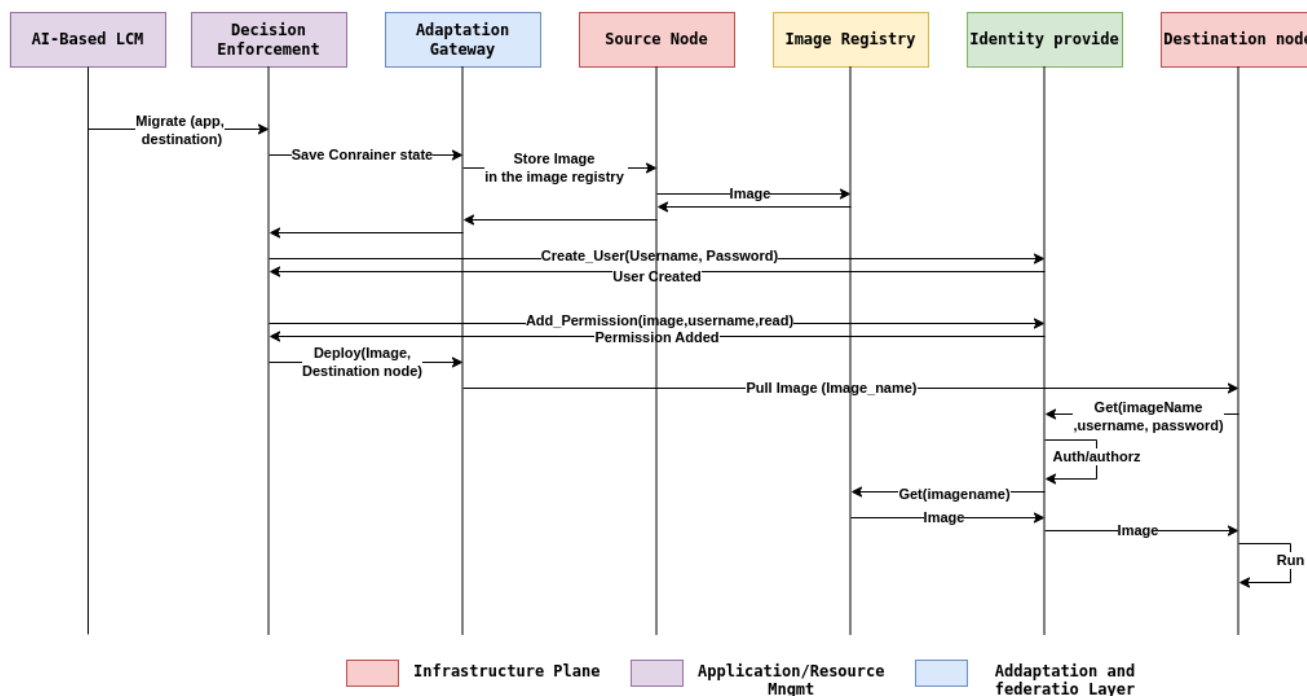 AI-Based LCM
Decision
Enforcement
Adaptation
Gateway
Source Node
Image Registry
Identity provide
Destination node
Migrate (app,
destination)
Save Conrainer state
Store Image
in the image registry
Image
Create_User(Username, Password)
User Created
Add_Permission(image,username,read)
Permission Added
Deploy(Image,
Destination node)
Pull Image (Image_name)
Get(imageName
,username, password)
Auth/authorz
Get(imagename)
Image
Image
Run
Infrastructure Plane
Application/Resource
Mngmt
Addaptation and
federatio Layer